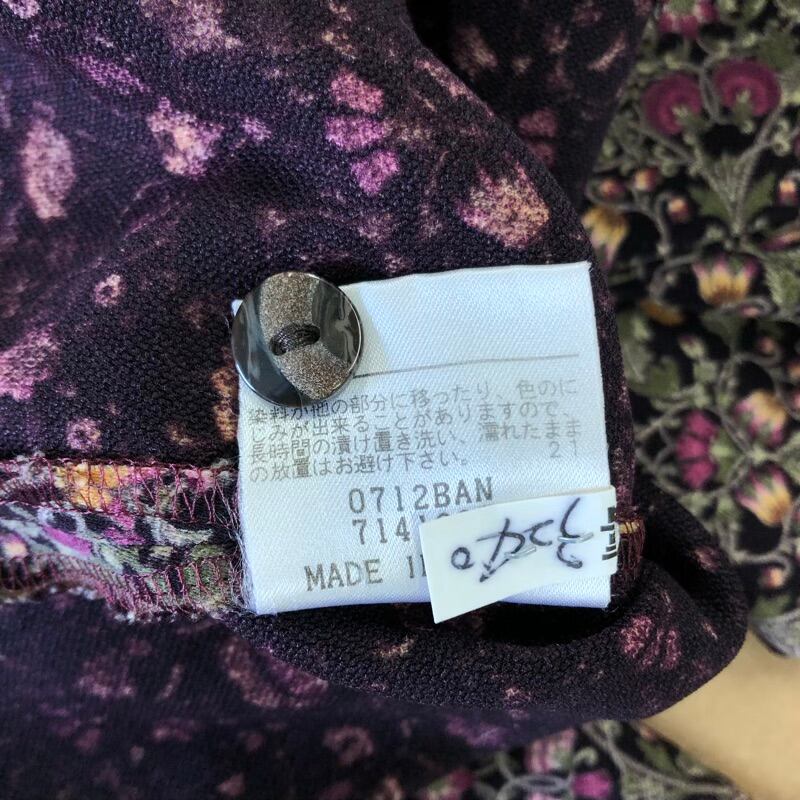 染料が他の部分に移ったり、色のに
じみが出来ることがありますので、
長時間の漬け置き洗い、濡れたまま
の放置はお避け下さい。 21
0712BAN
MADE